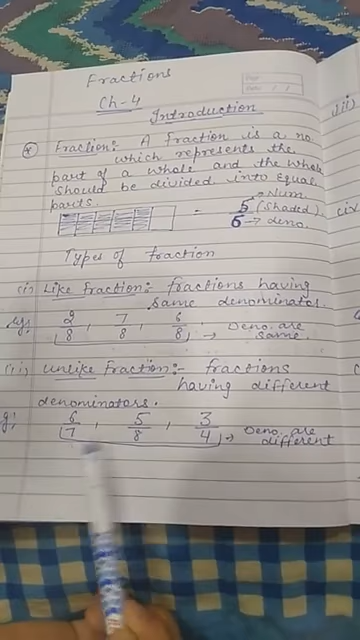 Fractions
Ch-4
Introduction
Fraction:- A fraction is a no.
which represents the
part of a whole and the whole
should be divided into equal
parts.
= 5 → Num. (Shaded)
6 → deno.
Types of fraction
(i) Like fraction:- fractions having
same denominator.
eg: 2/8, 7/8, 6/8 → Deno. are
same.
(ii) Unlike fraction:- fractions
having different
denominators.
g: 6/7, 5/8, 3/4 → Deno. are
different